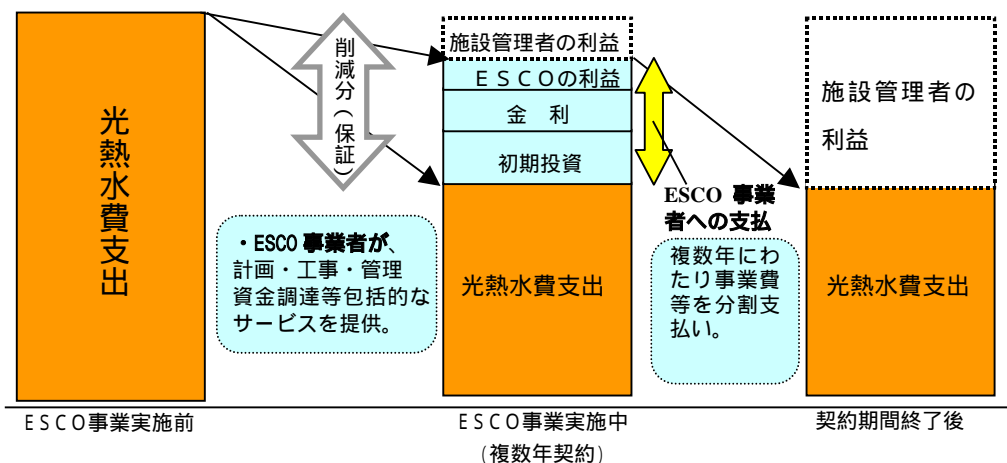 光熱水費支出
削減分(保証)
施設管理者の利益
ＥＳＣＯの利益
金 利
初期投資
光熱水費支出
・ESCO 事業者が、
計画・工事・管理
資金調達等包括的な
サービスを提供。
ESCO 事業
者への支払
複数年にわ
たり事業費
等を分割支
払い。
施設管理者の
利益
光熱水費支出
ＥＳＣＯ事業実施前
ＥＳＣＯ事業実施中
(複数年契約)
契約期間終了後